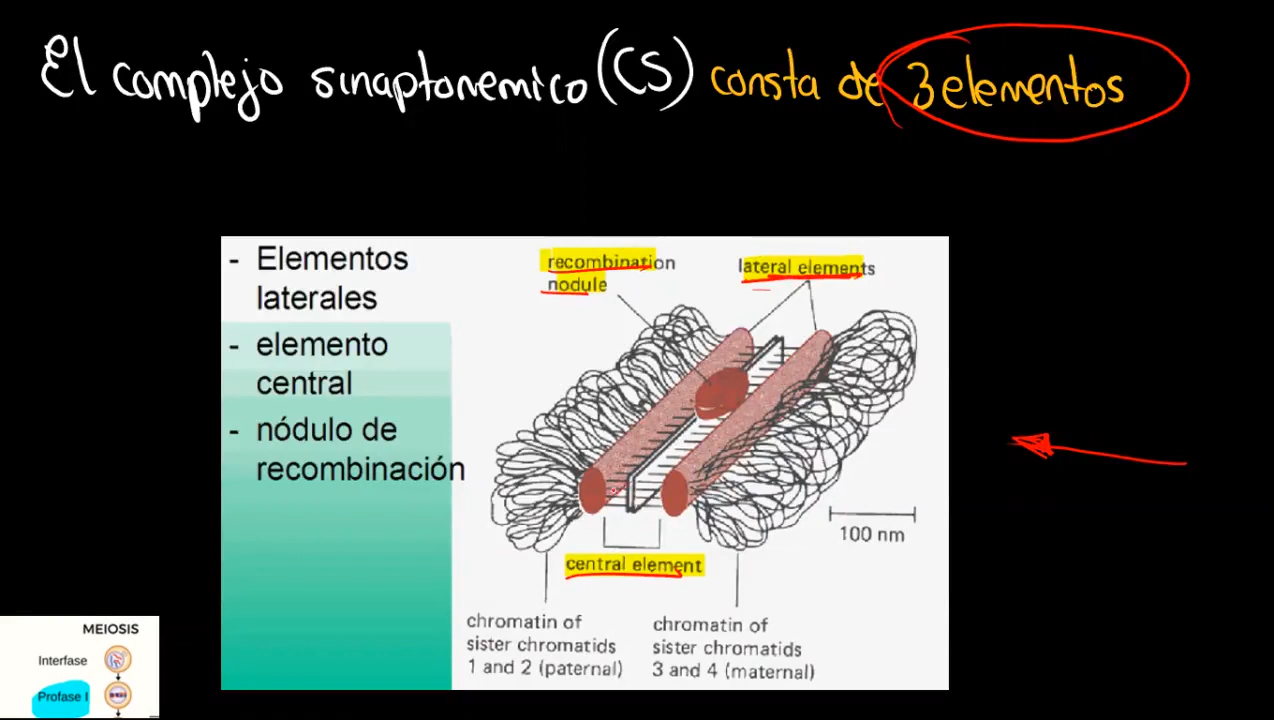 El complejo sinaptonemico (CS) consta de 3 elementos
- Elementos
laterales
- elemento
central
- nódulo de
recombinación
recombination
nodule
lateral elements
100 nm
central element
chromatin of
sister chromatids
1 and 2 (paternal)
chromatin of
sister chromatids
3 and 4 (maternal)
MEIOSIS
Interfase
Profase I